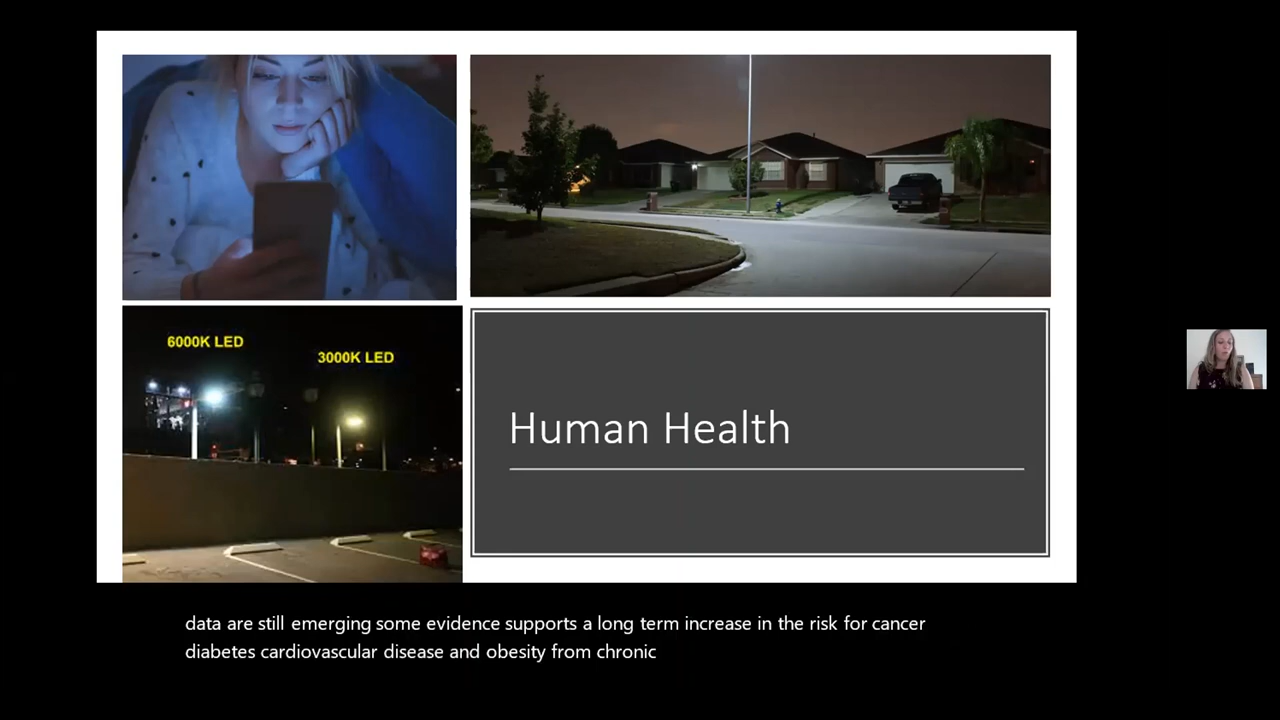 6000K LED
3000K LED
Human Health
data are still emerging some evidence supports a long term increase in the risk for cancer
diabetes cardiovascular disease and obesity from chronic